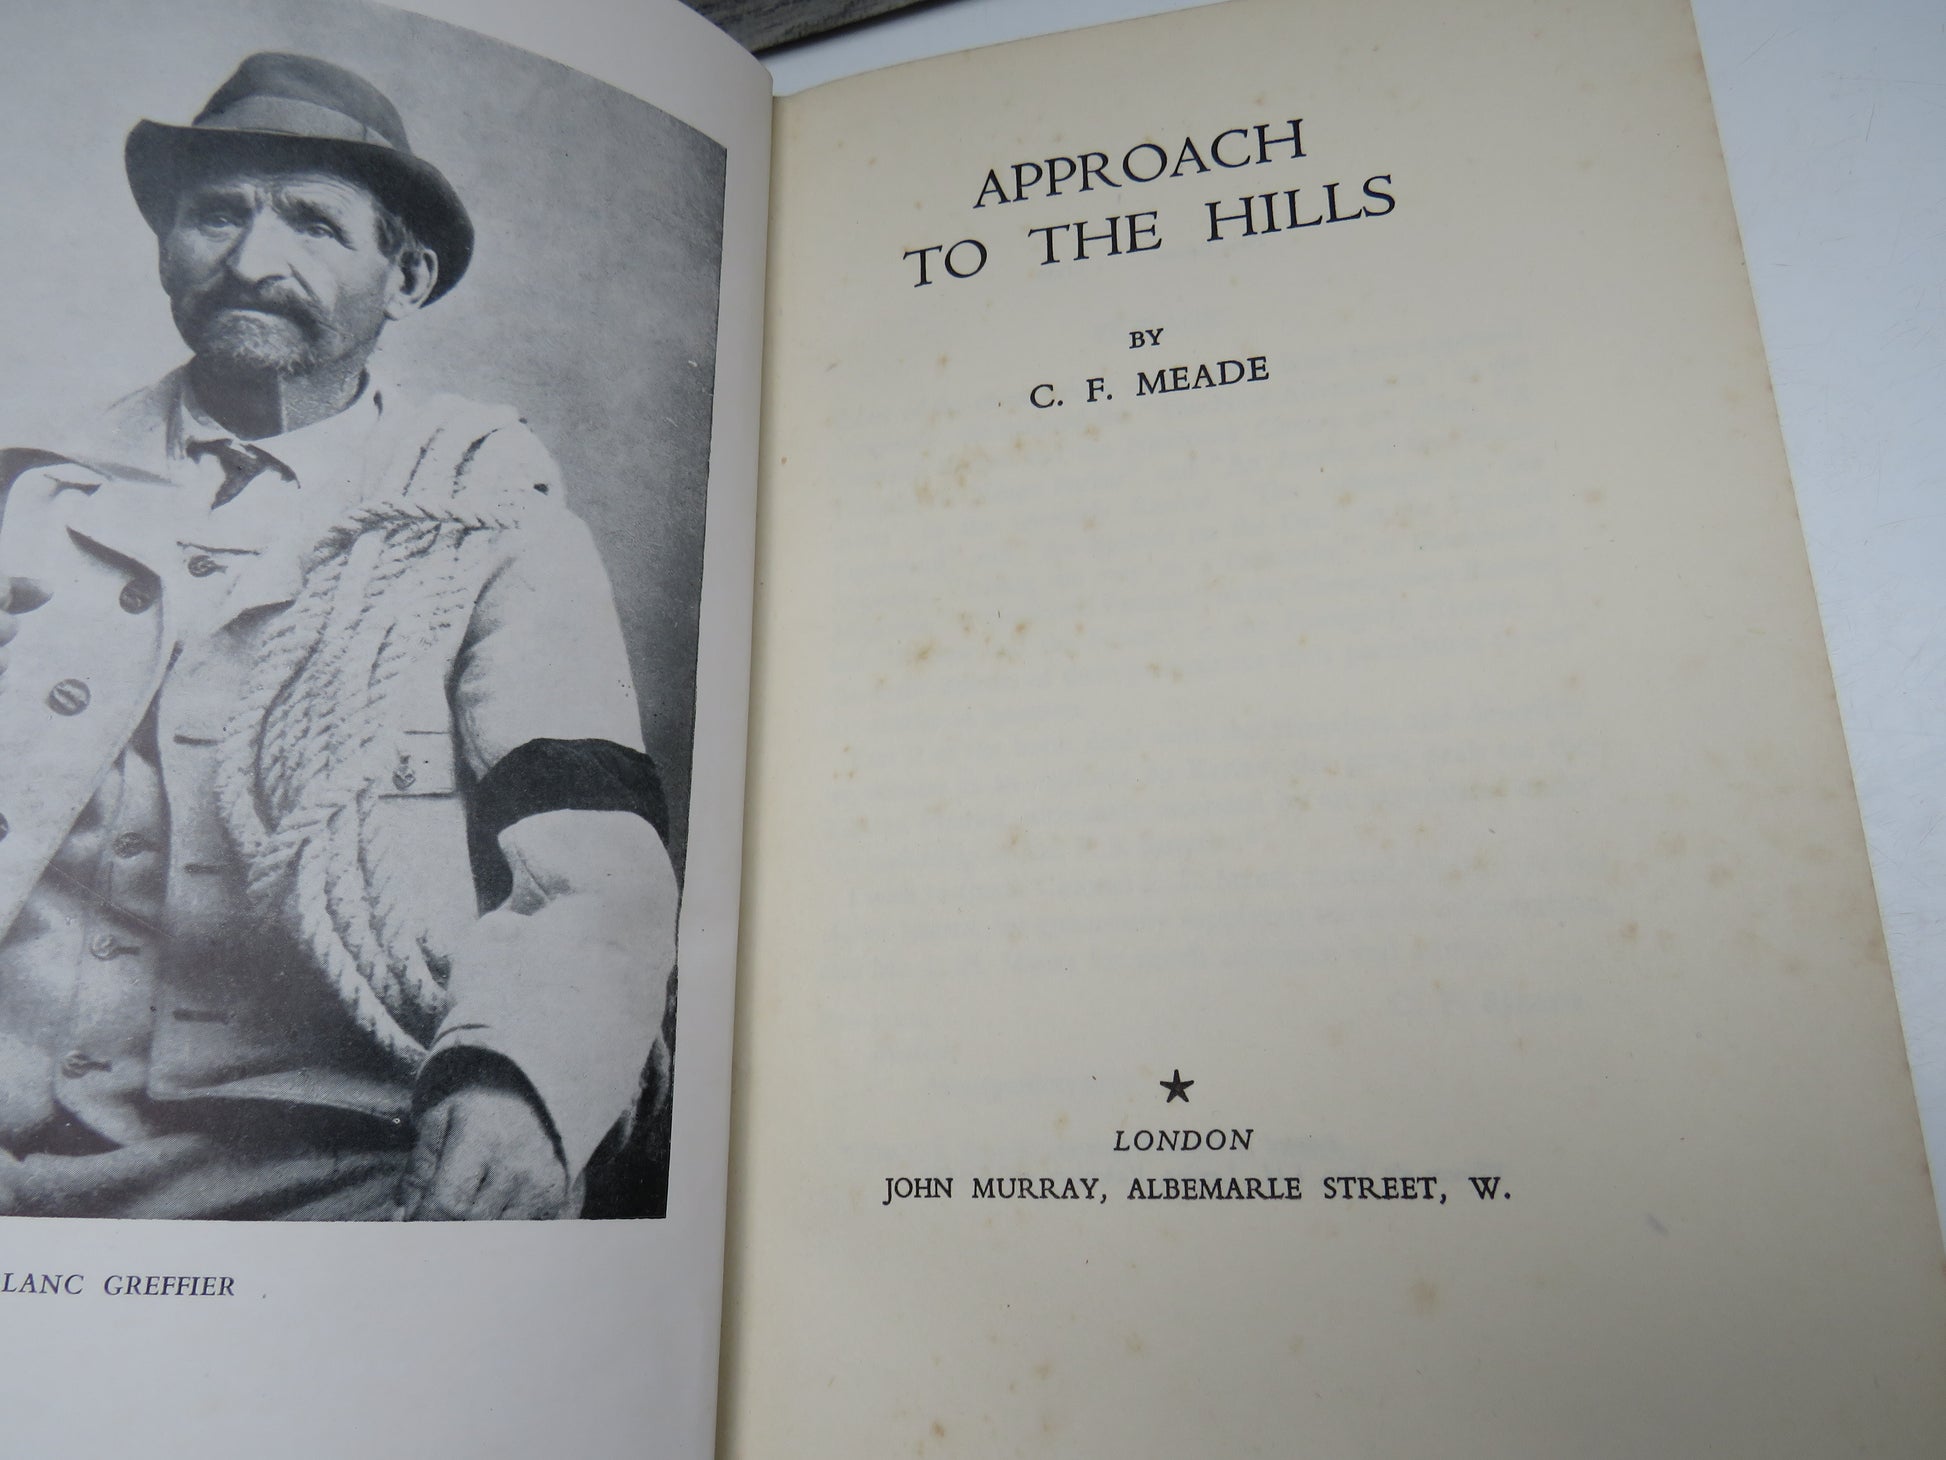 LANC GREFFIER
APPROACH
TO THE HILLS
BY
C. F. MEADE
LONDON
JOHN MURRAY, ALBEMARLE STREET, W.